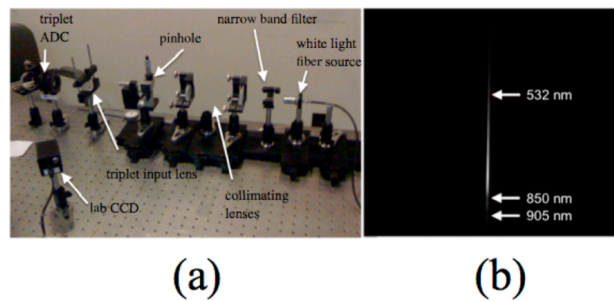 triplet
ADC
pinhole
narrow band filter
white light
fiber source
triplet input lens
collimating
lenses
lab CCD
532 nm
850 nm
905 nm
(a)
(b)